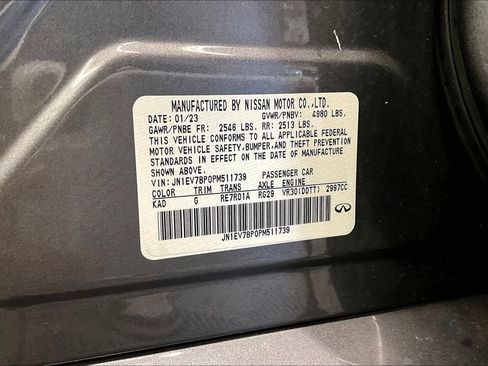 MANUFACTURED BY NISSAN MOTOR CO.,LTD.
DATE: 01/23 GVWR/PNBV: 4980 LBS.
GAWR/PNBE FR: 2546 LBS. RR: 2513 LBS.
THIS VEHICLE CONFORMS TO ALL APPLICABLE FEDERAL
MOTOR VEHICLE SAFETY,BUMPER,AND THEFT PREVENTION
STANDARDS IN EFFECT ON THE DATE OF MANUFACTURE
SHOWN ABOVE.
VIN: JN1EV7BP0PM511739 PASSENGER CAR
COLOR TRIM TRANS AXLE ENGINE
KAD G RE7R01A RG29 VR30(DDTT) 2997CC
JN1EV7BP0PM511739